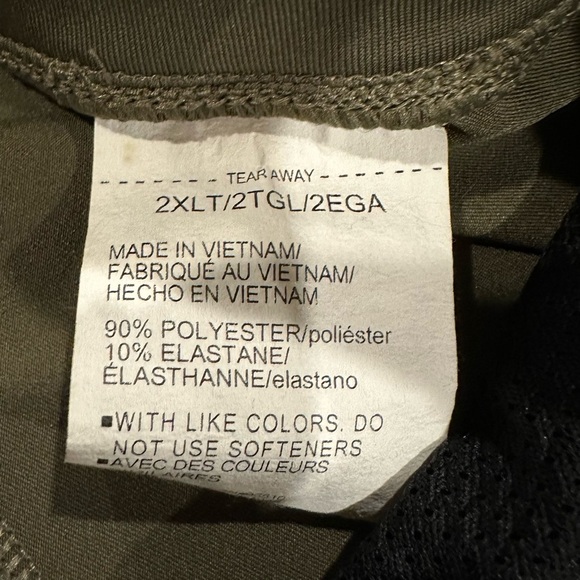 - - - - - - - TEAR AWAY - - - - - - - - - -
2XLT/2TGL/2EGA
MADE IN VIETNAM/
FABRIQUÉ AU VIETNAM/
HECHO EN VIETNAM
90% POLYESTER/poliéster
10% ELASTANE/
ÉLASTHANNE/elastano
▪WITH LIKE COLORS. DO
NOT USE SOFTENERS
▪AVEC DES COULEURS